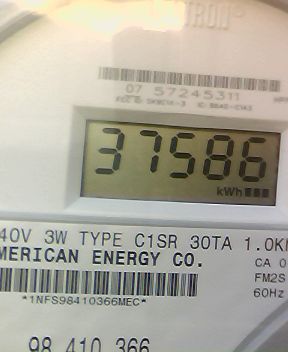 TRON®
07 57245311
37586
kWh
40V 3W TYPE C1SR 30TA 1.0K
MERICAN ENERGY CO.
CA 0
FM2S
60Hz
*1NFS98410366MEC*
98 410 366